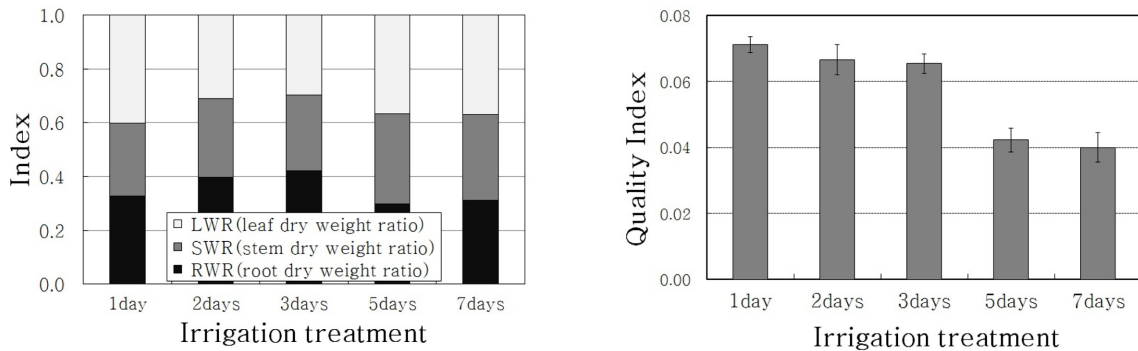 1.0
0.8
0.6
0.4
0.2
0.0
Index
LWR(leaf dry weight ratio)
SWR(stem dry weight ratio)
RWR(root dry weight ratio)
1day 2days 3days 5days 7days
Irrigation treatment
0.08
0.06
0.04
0.02
0.00
Quality Index
1day 2days 3days 5days 7days
Irrigation treatment